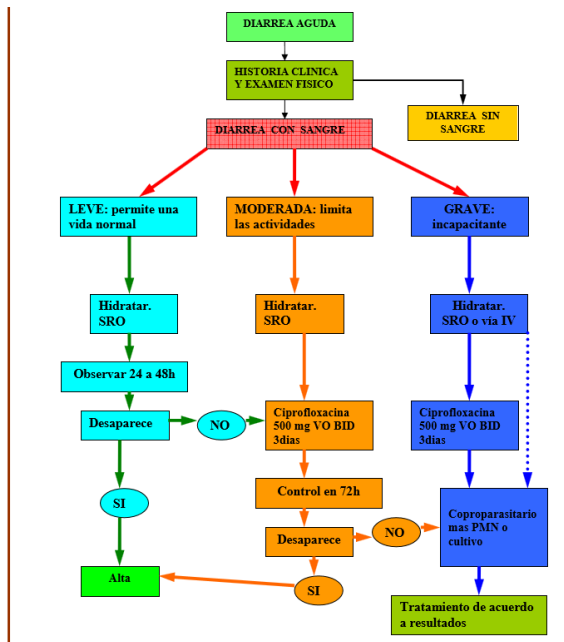 DIARREA AGUDA
HISTORIA CLINICA
Y EXAMEN FISICO
DIARREA SIN
SANGRE
DIARREA CON SANGRE
LEVE: permite una
vida normal
MODERADA: limita
las actividades
GRAVE:
incapacitante
Hidratar.
SRO
Hidratar.
SRO
Hidratar.
SRO o via IV
Observar 24 a 48h
Desaparece
NO
Ciprofloxacina
500 mg VO BID
3dias
Ciprofloxacina
500 mg VO BID
3dias
Control en 72h
SI
Coproparasitario
mas PMN o
cultivo
Desaparece
NO
Alta
SI
Tratamiento de acuerdo
a resultados